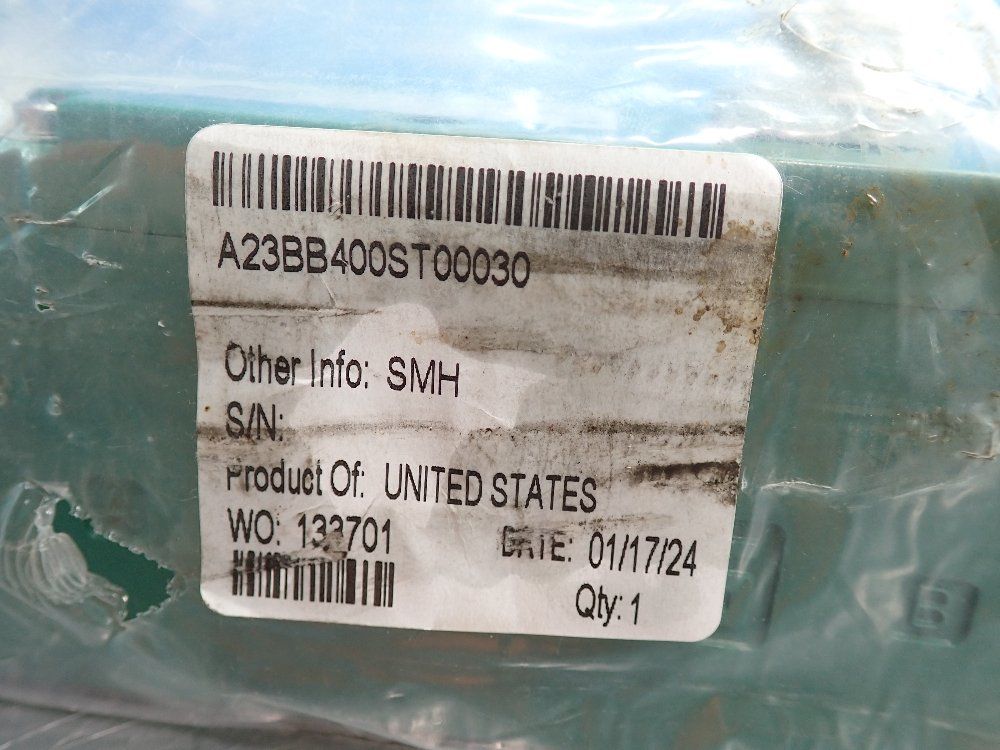 A23BB400ST00030
Other Info: SMH
S/N:
Product Of: UNITED STATES
WO: 133701 DATE: 01/17/24
Qty: 1
B